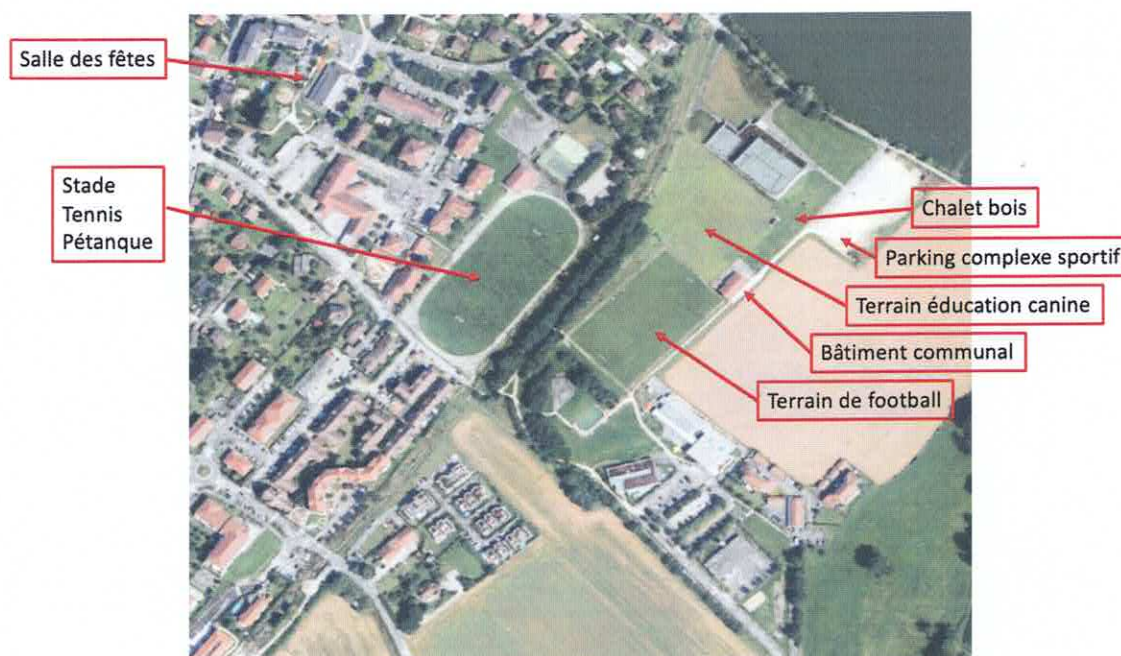 Salle des fêtes
Stade
Tennis
Pétanque
Chalet bois
Parking complexe sportif
Terrain éducation canine
Bâtiment communal
Terrain de football